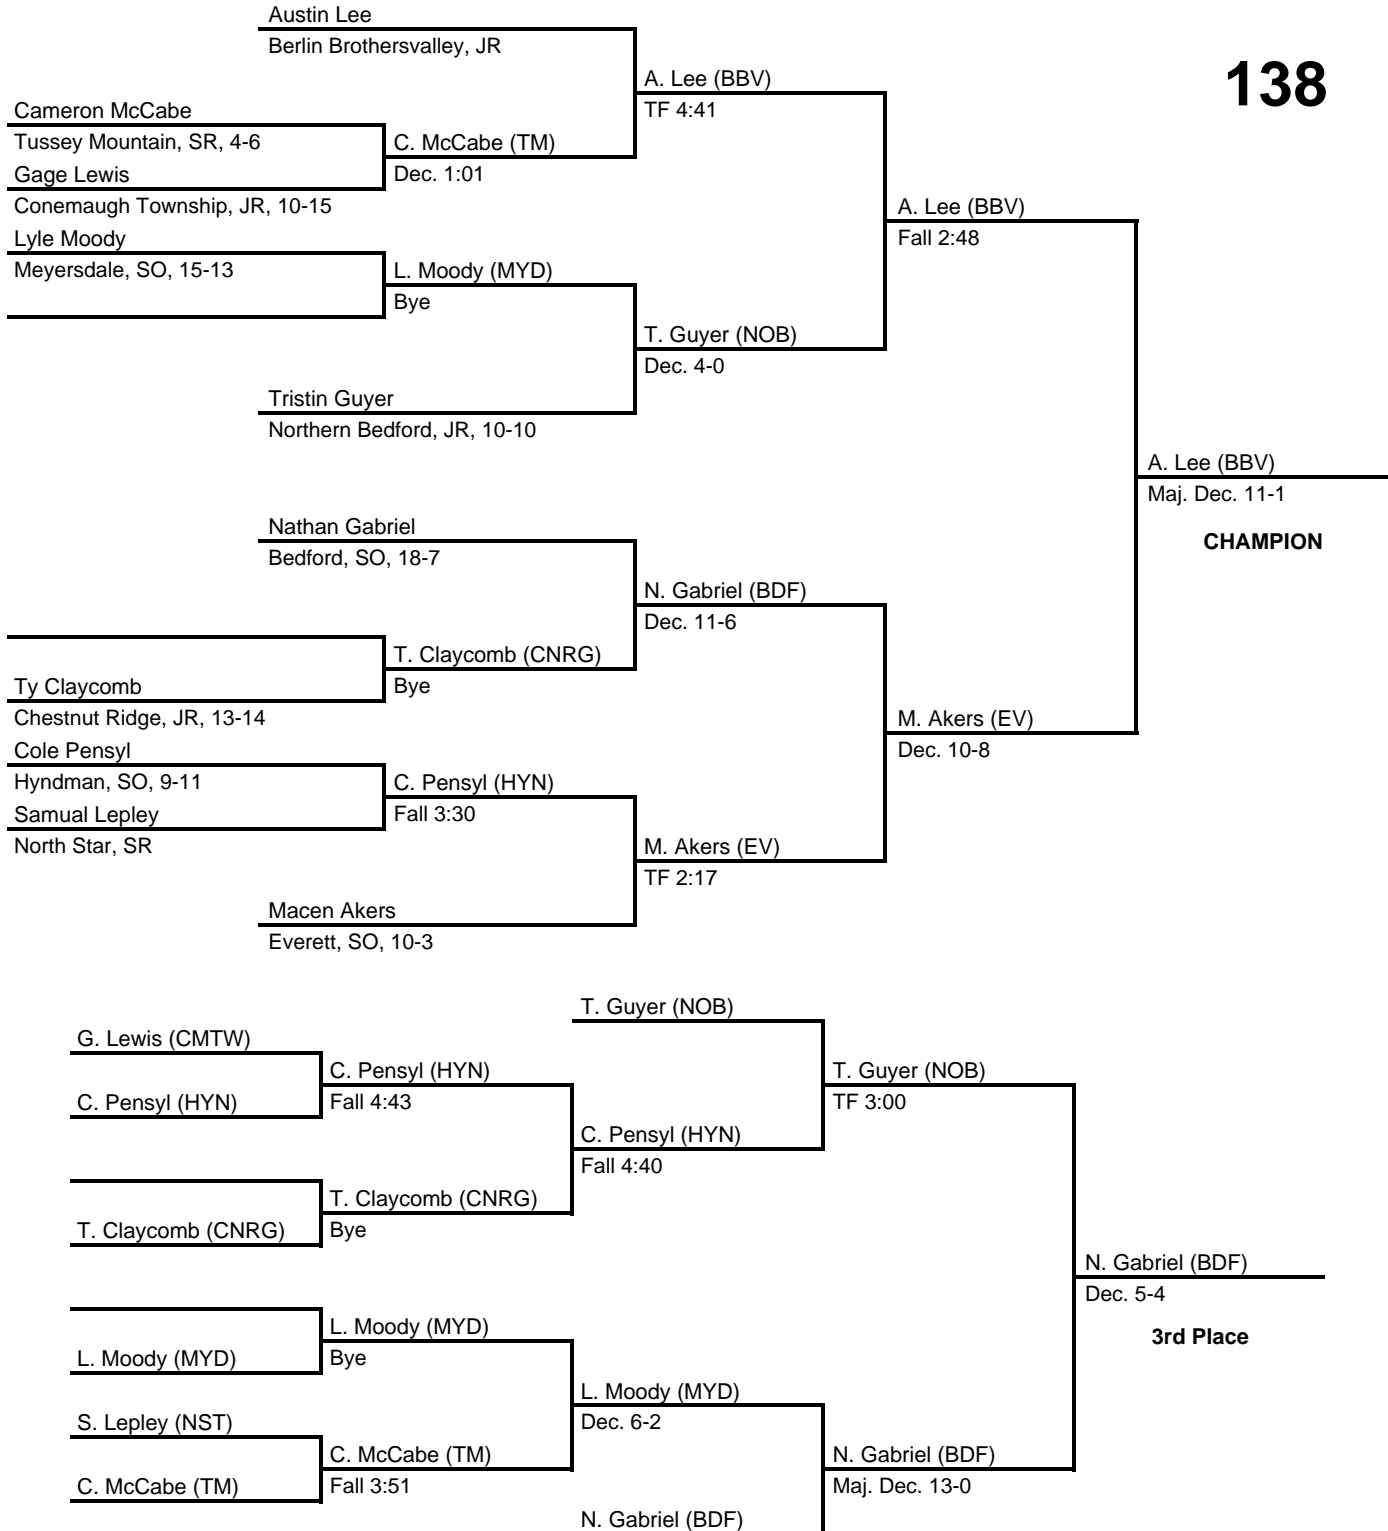 Austin Lee
Berlin Brothersvalley, JR
138
A. Lee (BBV)
TF 4:41
Cameron McCabe
Tussey Mountain, SR, 4-6
C. McCabe (TM)
Gage Lewis
Dec. 1:01
Conemaugh Township, JR, 10-15
A. Lee (BBV)
Fall 2:48
Lyle Moody
Meyersdale, SO, 15-13
L. Moody (MYD)
Bye
T. Guyer (NOB)
Dec. 4-0
Tristin Guyer
Northern Bedford, JR, 10-10
A. Lee (BBV)
Maj. Dec. 11-1
CHAMPION
Nathan Gabriel
Bedford, SO, 18-7
N. Gabriel (BDF)
Dec. 11-6
T. Claycomb (CNRG)
Bye
Ty Claycomb
Chestnut Ridge, JR, 13-14
M. Akers (EV)
Dec. 10-8
Cole Pensyl
Hyndman, SO, 9-11
C. Pensyl (HYN)
Samual Lepley
Fall 3:30
North Star, SR
M. Akers (EV)
TF 2:17
Macen Akers
Everett, SO, 10-3
T. Guyer (NOB)
G. Lewis (CMTW)
C. Pensyl (HYN)
T. Guyer (NOB)
C. Pensyl (HYN)
Fall 4:43
TF 3:00
C. Pensyl (HYN)
Fall 4:40
T. Claycomb (CNRG)
T. Claycomb (CNRG)
Bye
N. Gabriel (BDF)
Dec. 5-4
3rd Place
L. Moody (MYD)
L. Moody (MYD)
Bye
L. Moody (MYD)
Dec. 6-2
S. Lepley (NST)
C. McCabe (TM)
N. Gabriel (BDF)
C. McCabe (TM)
Fall 3:51
Maj. Dec. 13-0
N. Gabriel (BDF)